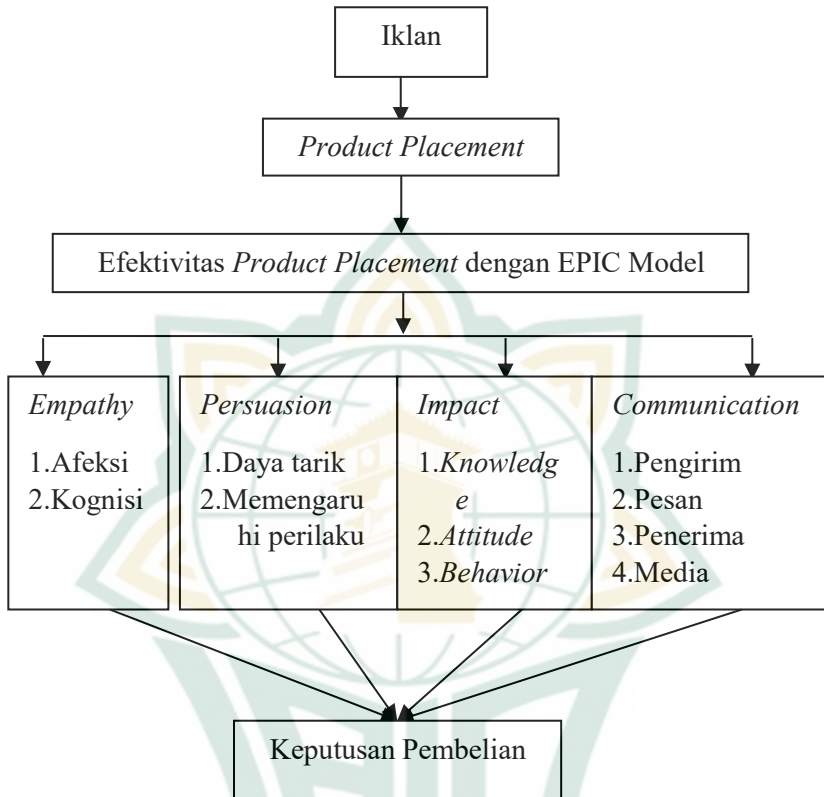 Iklan
Product Placement
Efektivitas Product Placement dengan EPIC Model
Empathy
1.Afeksi
2.Kognisi
Persuasion
1.Daya tarik
2.Memengaru
hi perilaku
Impact
1.Knowledg
e
2.Attitude
3.Behavior
Communication
1.Pengirim
2.Pesan
3.Penerima
4.Media
Keputusan Pembelian